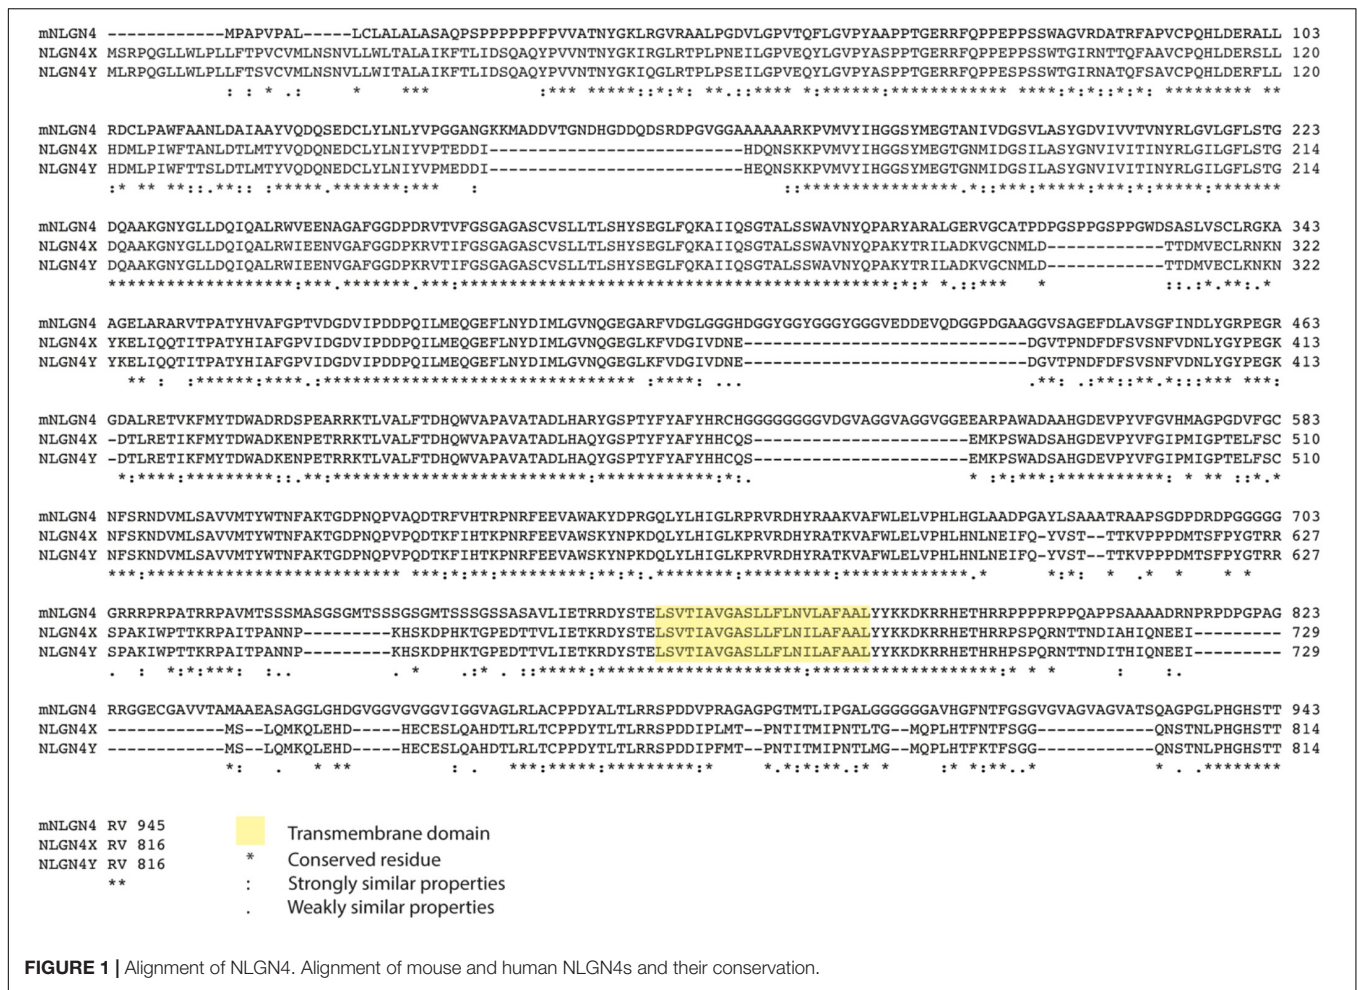 mNLGN4 ------------MPAPVPAL-----LCLALALASAQPSPPPPPPFPVVATNYGKLRGVRAALPGDVLGPVTQFLGVPYAAPPTGERRFQPPEPPSSWAGVRDATRFAPVCPQHLDERALL 103
NLGN4X MSRPQGLLWLPLLFTPVCVMLNSNVLLWLTALAIKFTLIDSQAQYPVVNTNYGKIRGLRTPLPNEILGPVEQYLGVPYASPPTGERRFQPPEPPSSWTGIRNTTQFAAVCPQHLDERSLL 120
NLGN4Y MLRPQGLLWLPLLFTSVCVMLNSNVLLWITALAIKFTLIDSQAQYPVVNTNYGKIQGLRTPLPSEILGPVEQYLGVPYASPPTGERRFQPPESPSSWTGIRNATQFSAVCPQHLDERFLL 120
: : * .: * *** :*** *****::*:* **.::**** *:******:************ ****:*::*:*:*. ********* **
mNLGN4 RDCLPAWFAANLDAIAAYVQDQSEDCLYLNLYVPGGANGKKMADDVTGNDHGDDQDSRDPGVGGAAAAAARKPVMVYIHGGSYMEGTANIVDGSVLASYGDVIVVTVNYRLGVLGFLSTG 223
NLGN4X HDMLPIWFTANLDTLMTYVQDQNEDCLYLNIYVPTEDDI--------------------------HDQNSKKPVMVYIHGGSYMEGTGNMIDGSILASYGNVIVITINYRLGILGFLSTG 214
NLGN4Y HDMLPIWFTTSLDTLMTYVQDQNEDCLYLNIYVPMEDDI--------------------------HEQNSKKPVMVYIHGGSYMEGTGNMIDGSILASYGNVIVITINYRLGILGFLSTG 214
:* ** **::.**:: :*****.*******:*** : ::****************.*::***:*****:***:*:*****:********
mNLGN4 DQAAKGNYGLLDQIQALRWVEENAGAFGGDPDRVTVFGSGAGASCVSLLTLSHYSEGLFQKAIIQSGTALSSWAVNYQPARYARALGERVGCATPDPGSPPGSPPGWDSASLVSCLRGKA 343
NLGN4X DQAAKGNYGLLDQIQALRWIEENVGAFGGDPKRVTIFGSGAGASCVSLLTLSHYSEGLFQKAIIQSGTALSSWAVNYQPAKYTRILADKVGCNMLD------------TTDMVECLRNKN 322
NLGN4Y DQAAKGNYGLLDQIQALRWIEENVGAFGGDPKRVTIFGSGAGASCVSLLTLSHYSEGLFQKAIIQSGTALSSWAVNYQPAKYTRILADKVGCNMLD------------TTDMVECLKNKN 322
*******************:***.*******.***:********************************************:*:* *.::*** * ::.:*.**:.*
mNLGN4 AGELARARVTPATYHVAFGPTVDGDVIPDDPQILMEQGEFLNYDIMLGVNQGEGARFVDGLGGGHDGGYGGYGGGYGGGVEDDEVQDGGPDGAAGGVSAGEFDLAVSGFINDLYGRPEGR 463
NLGN4X YKELIQQTITPATYHIAFGPVIDGDVIPDDPQILMEQGEFLNYDIMLGVNQGEGLKFVDGIVDNE-----------------------------DGVTPNDFDFSVSNFVDNLYGYPEGK 413
NLGN4Y YKELIQQTITPATYHIAFGPVIDGDVIPDDPQILMEQGEFLNYDIMLGVNQGEGLKFVDGIVDNE-----------------------------DGVTPNDFDFSVSNFVDNLYGYPEGK 413
** : :******:****.:******************************** :****: ... .**: .:**::**.*:::*** ***:
mNLGN4 GDALRETVKFMYTDWADRDSPEARRKTLVALFTDHQWVAPAVATADLHARYGSPTYFYAFYHRCHGGGGGGGGVDGVAGGVAGGVGGEEARPAWADAAHGDEVPYVFGVHMAGPGDVFGC 583
NLGN4X -DTLRETIKFMYTDWADKENPETRRKTLVALFTDHQWVAPAVATADLHAQYGSPTYFYAFYHHCQS----------------------EMKPSWADSAHGDEVPYVFGIPMIGPTELFSC 510
NLGN4Y -DTLRETIKFMYTDWADKENPETRRKTLVALFTDHQWVAPAVATADLHAQYGSPTYFYAFYHHCQS----------------------EMKPSWADSAHGDEVPYVFGIPMIGPTELFSC 510
*:****:*********::.**:**************************:************:*:. * :*:***:***********: * ** ::*.*
mNLGN4 NFSRNDVMLSAVVMTYWTNFAKTGDPNQPVAQDTRFVHTRPNRFEEVAWAKYDPRGQLYLHIGLRPRVRDHYRAAKVAFWLELVPHLHGLAADPGAYLSAAATRAAPSGDPDRDPGGGGG 703
NLGN4X NFSKNDVMLSAVVMTYWTNFAKTGDPNQPVPQDTKFIHTKPNRFEEVAWSKYNPKDQLYLHIGLKPRVRDHYRATKVAFWLELVPHLHNLNEIFQ-YVST--TTKVPPPDMTSFPYGTRR 627
NLGN4Y NFSKNDVMLSAVVMTYWTNFAKTGDPNQPVPQDTKFIHTKPNRFEEVAWSKYNPKDQLYLHIGLKPRVRDHYRATKVAFWLELVPHLHNLNEIFQ-YVST--TTKVPPPDMTSFPYGTRR 627
***:**************************.***:*:**:*********:**:*:.********:*********:*************.* *:*: * .* * * *
mNLGN4 GRRRPRPATRRPAVMTSSSMASGSGMTSSSGSGMTSSSGSSASAVLIETRRDYSTELSVTIAVGASLLFLNVLAFAALYYKKDKRRHETHRRPPPPRPPQAPPSAAAADRNPRPDPGPAG 823
NLGN4X SPAKIWPTTKRPAITPANNP---------KHSKDPHKTGPEDTTVLIETKRDYSTELSVTIAVGASLLFLNILAFAALYYKKDKRRHETHRRPSPQRNTTNDIAHIQNEEI--------- 729
NLGN4Y SPAKIWPTTKRPAITPANNP---------KHSKDPHKTGPEDTTVLIETKRDYSTELSVTIAVGASLLFLNILAFAALYYKKDKRRHETHRHPSPQRNTTNDITHIQNEEI--------- 729
. : *:*:***: :.. . * .:* . ::*****:*********************:*******************:* * * : :.
mNLGN4 RRGGECGAVVTAMAAEASAGGLGHDGVGGVGVGGVIGGVAGLRLACPPDYALTLRRSPDDVPRAGAGPGTMTLIPGALGGGGGGAVHGFNTFGSGVGVAGVAGVATSQAGPGLPHGHSTT 943
NLGN4X ------------MS--LQMKQLEHD-----HECESLQAHDTLRLTCPPDYTLTLRRSPDDIPLMT--PNTITMIPNTLTG--MQPLHTFNTFSGG------------QNSTNLPHGHSTT 814
NLGN4Y ------------MS--LQMKQLEHD-----HECESLQAHDTLRLTCPPDYTLTLRRSPDDIPFMT--PNTITMIPNTLMG--MQPLHTFKTFSGG------------QNSTNLPHGHSTT 814
*: . * ** : . ***:*****:*********:* *.*:*:**.:* * :* *:**..* * . .********
mNLGN4 RV 945
NLGN4X RV 816
NLGN4Y RV 816
**
Transmembrane domain
* Conserved residue
: Strongly similar properties
. Weakly similar properties
FIGURE 1 | Alignment of NLGN4. Alignment of mouse and human NLGN4s and their conservation.